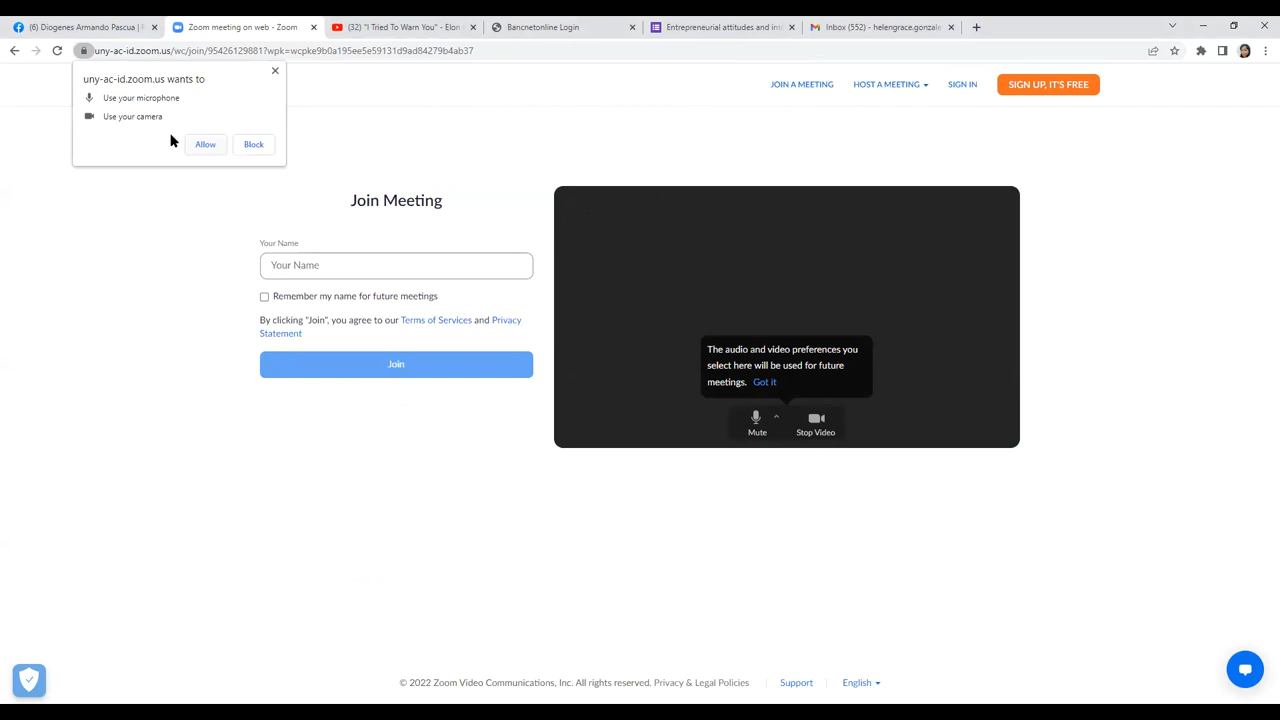 (6) Diogenes Armando Pascua |
Zoom meeting on web - Zoom
(32) "I Tried To Warn You" - Elon
Bancnetonline Login
Entrepreneurial attitudes and int
Inbox (552) - helengrace.gonzale
uny-ac-id.zoom.us/wc/join/95426129881?wpk=wcpke9b0a195ee5e59131d9ad84279b4ab37
uny-ac-id.zoom.us wants to
Use your microphone
Use your camera
Allow
Block
JOIN A MEETING
HOST A MEETING
SIGN IN
SIGN UP, IT'S FREE
Join Meeting
Your Name
Your Name
Remember my name for future meetings
By clicking "Join", you agree to our Terms of Services and Privacy
Statement
Join
The audio and video preferences you
select here will be used for future
meetings. Got it
Mute
Stop Video
© 2022 Zoom Video Communications, Inc. All rights reserved. Privacy & Legal Policies
Support
English